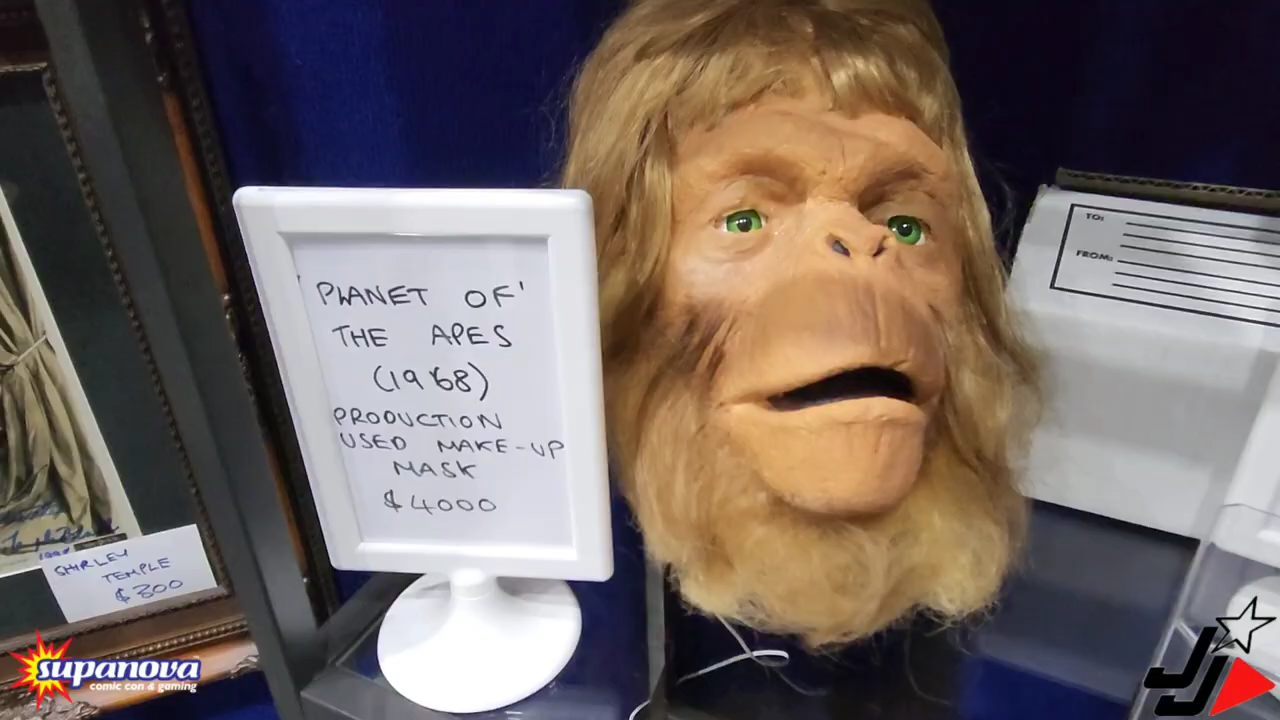 'PLANET OF'
THE APES
(1968)
PRODUCTION
USED MAKE-UP
MASK
$4000
SHIRLEY
TEMPLE
$300
TO:
FROM:
supanova
comic con & gaming
JJ